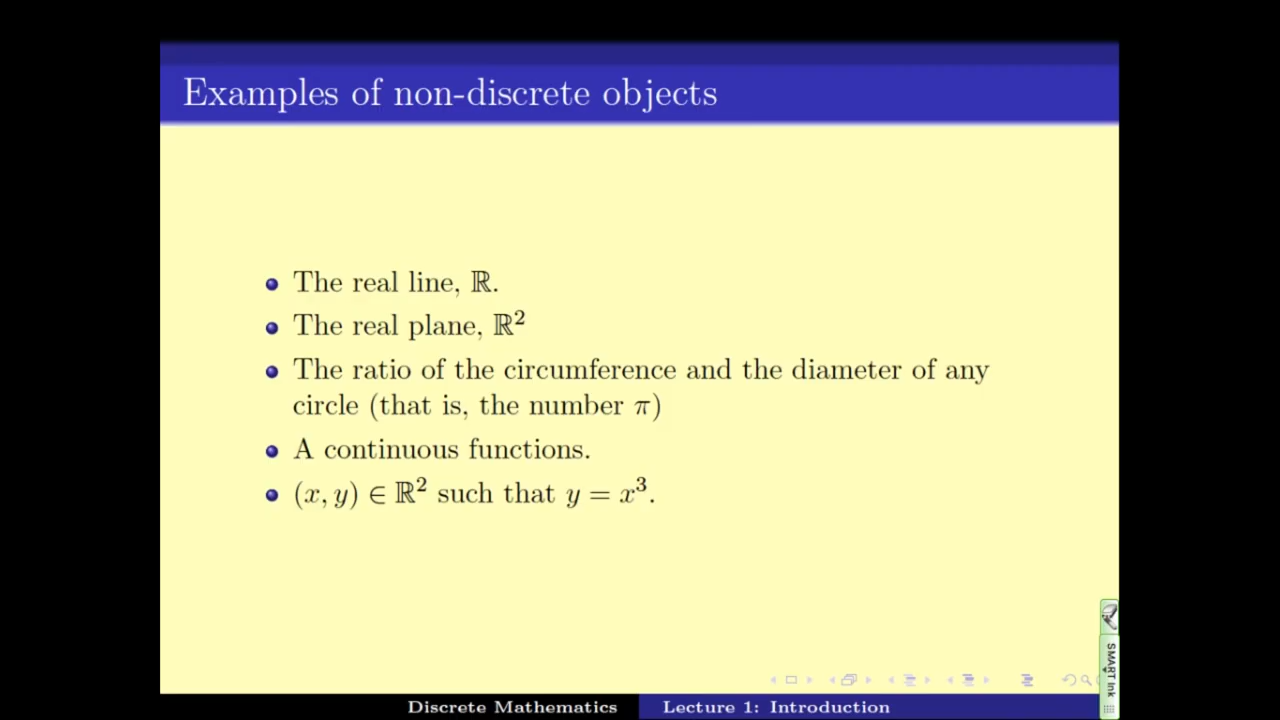 Examples of non-discrete objects
The real line, ℝ.
The real plane, ℝ²
The ratio of the circumference and the diameter of any
circle (that is, the number π)
A continuous functions.
(x, y) ∈ ℝ² such that y = x³.
SMART Ink
Discrete Mathematics Lecture 1: Introduction